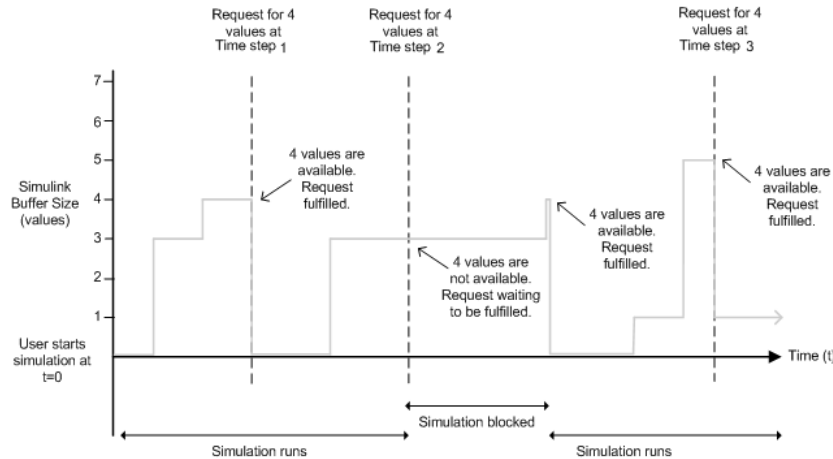 Request for 4
values at
Time step 1
Request for 4
values at
Time step 2
Request for 4
values at
Time step 3
7
6
5
4
3
2
1
Simulink
Buffer Size
(values)
4 values are
available.
Request
fulfilled.
4 values are
not available.
Request waiting
to be fulfilled.
4 values are
available.
Request
fulfilled.
4 values are
available.
Request
fulfilled.
User starts
simulation at
t=0
Time (t)
Simulation blocked
Simulation runs
Simulation runs